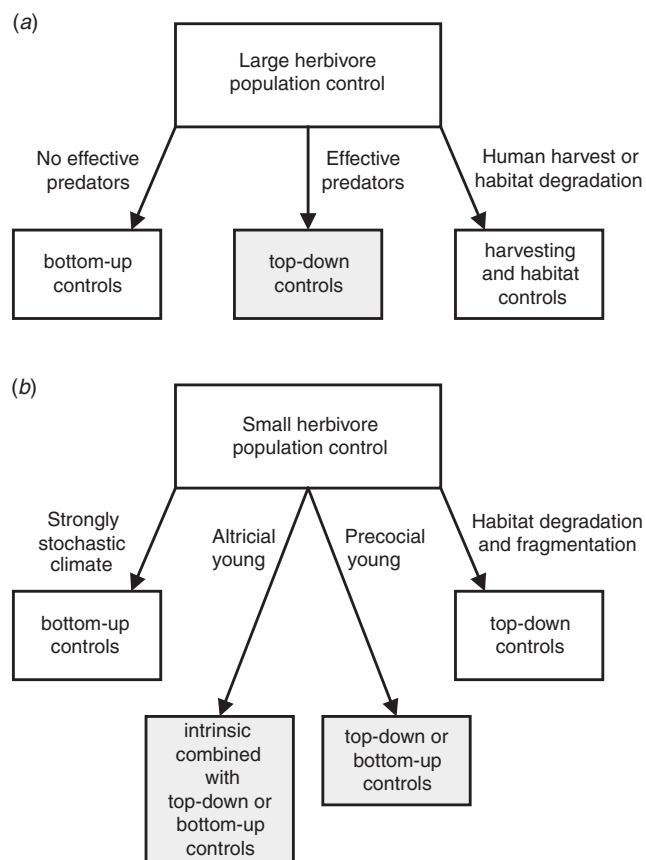 (a)
Large herbivore
population control
No effective
predators
Effective
predators
Human harvest or
habitat degradation
bottom-up
controls
top-down
controls
harvesting
and habitat
controls
(b)
Small herbivore
population control
Strongly
stochastic
climate
Altricial
young
Precocial
young
Habitat degradation
and fragmentation
bottom-up
controls
top-down
controls
intrinsic
combined
with
top-down or
bottom-up
controls
top-down or
bottom-up
controls